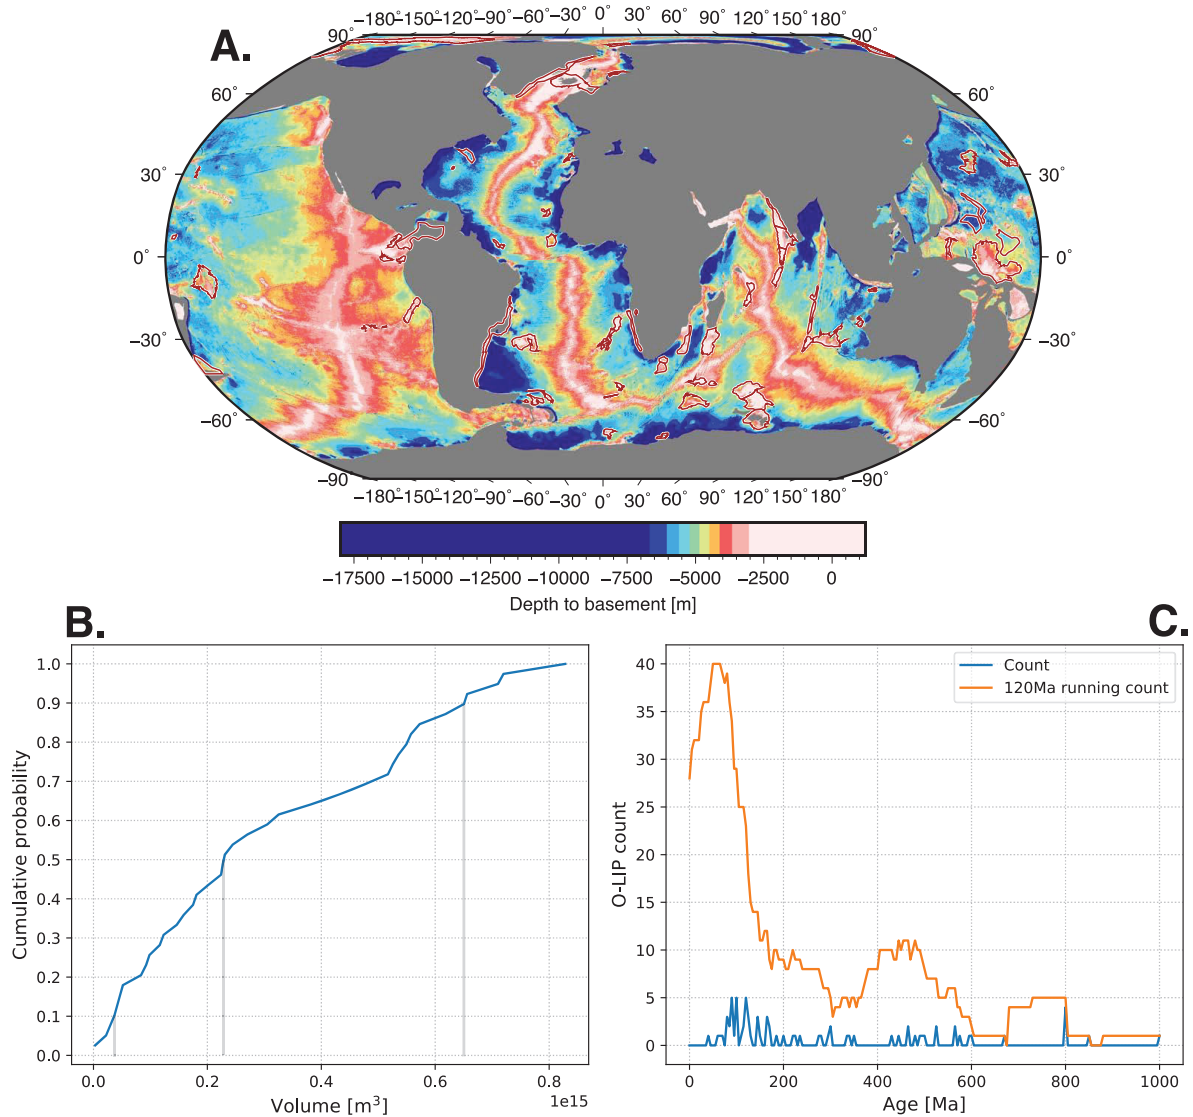 −180°−150°−120°−90° −60°−30° 0° 30° 60° 90°120°150°180°
A.
90° 90°
60° 60°
30° 30°
0° 0°
−30° −30°
−60° −60°
−90° −90°
−180°−150°−120°−90° −60°−30° 0° 30° 60° 90°120°150°180°
−17500 −15000 −12500 −10000 −7500 −5000 −2500 0
Depth to basement [m]
B.
1.0
0.9
0.8
0.7
0.6
0.5
0.4
0.3
0.2
0.1
0.0
Cumulative probability
0.0 0.2 0.4 0.6 0.8
1e15
Volume [m³]
C.
Count
120Ma running count
40
35
30
25
20
15
10
5
0
O-LIP count
0 200 400 600 800 1000
Age [Ma]